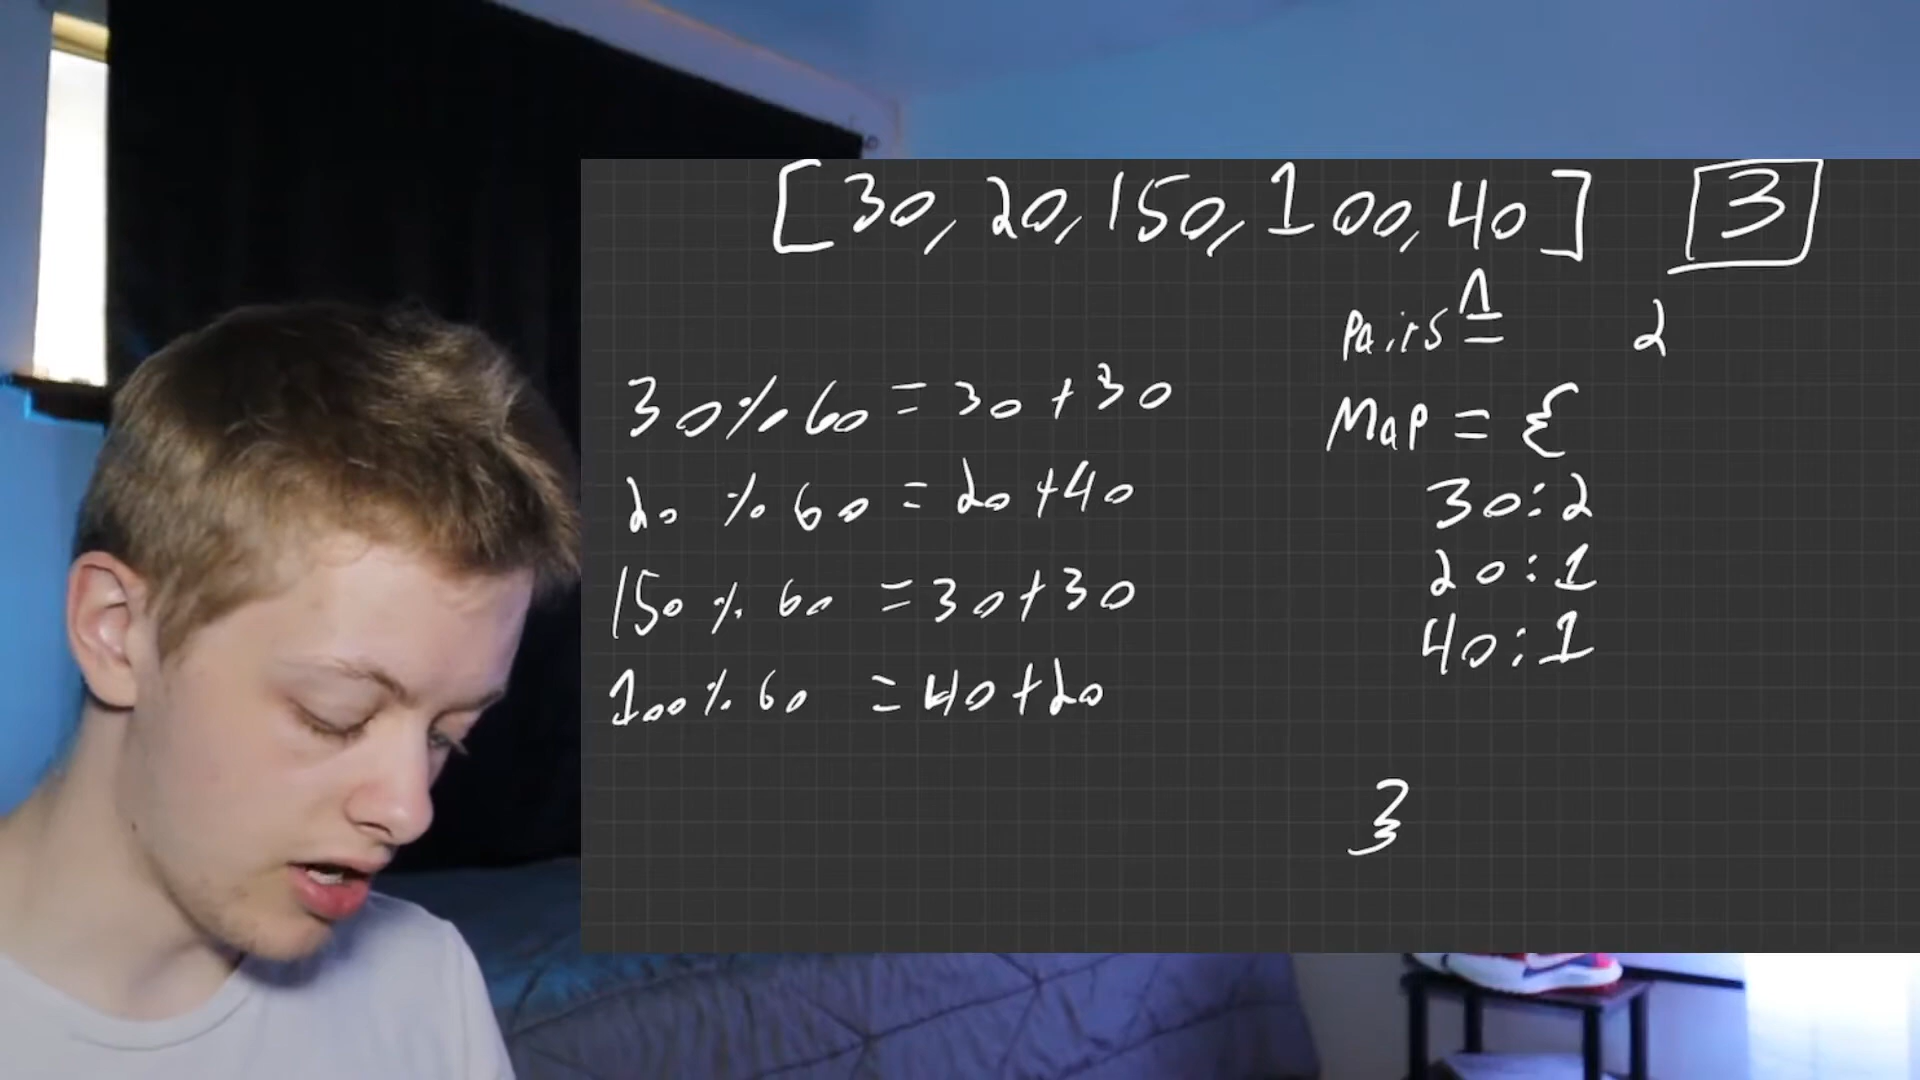 [30, 20, 150, 100, 40] 3
Pairs = 2
30 % 60 = 30 + 30
Map = {
20 % 60 = 20 + 40
30:2
150 % 60 = 30 + 30
20:1
40:1
100 % 60 = 40 + 20
}